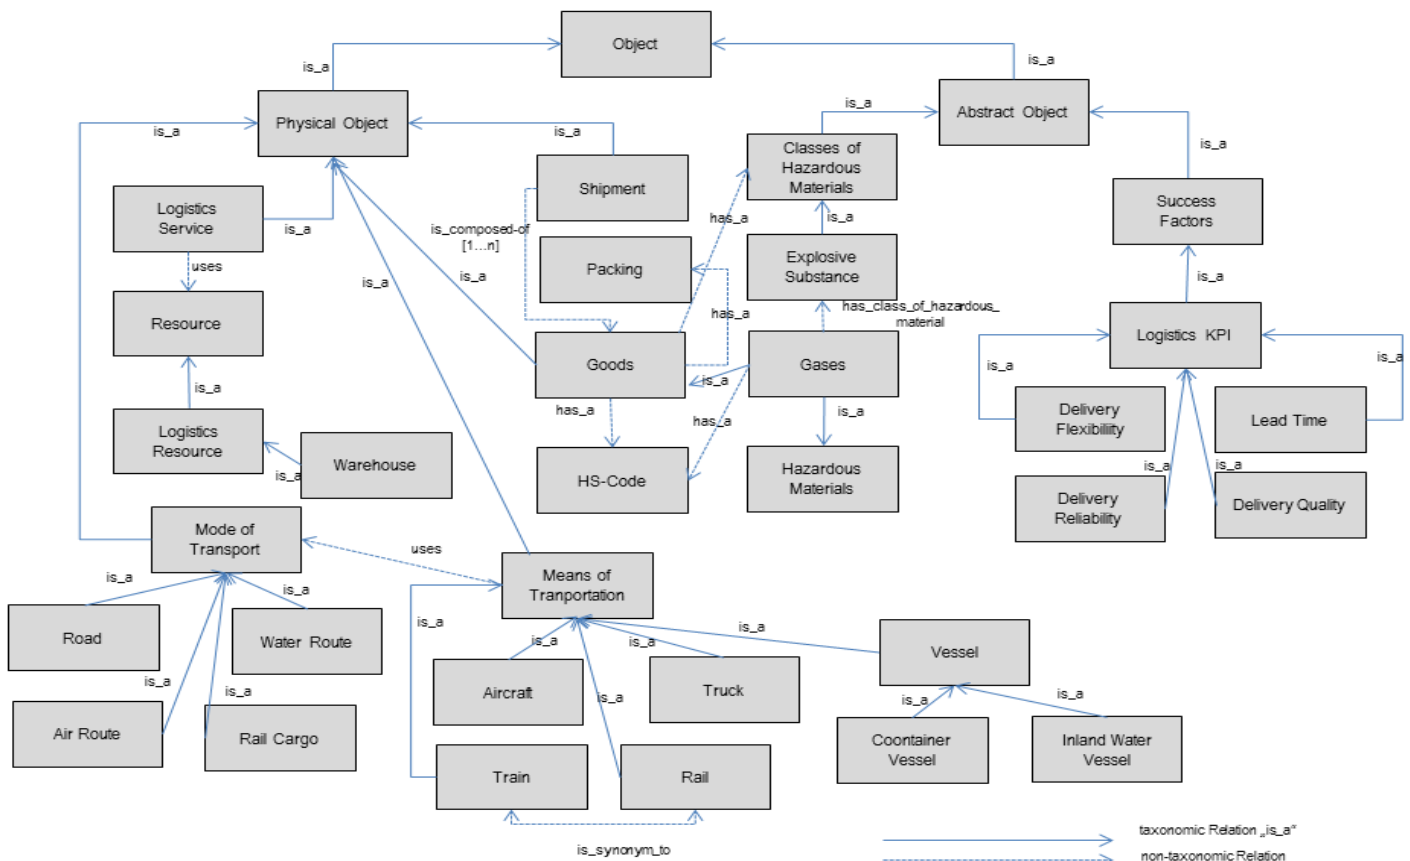 Object
is_a
is_a
Physical Object
Abstract Object
is_a
is_a
is_a
is_a
Classes of
Hazardous
Materials
Shipment
Success
Factors
Logistics
Service
is_a
has_a
is_a
is_composed-of
[1...n]
Packing
Explosive
Substance
uses
is_a
is_a
is_a
has_class_of_hazardous_
material
has_a
Resource
Goods
Gases
Logistics KPI
is_a
is_a
is_a
is_a
has_a
has_a
is_a
Delivery
Flexibiliity
Lead Time
Logistics
Resource
Warehouse
is_a
HS-Code
Hazardous
Materials
is_a
is_a
Delivery
Reliability
Delivery Quality
Mode of
Transport
uses
Means of
Tranportation
is_a
is_a
is_a
Road
Water Route
is_a
is_a
is_a
Vessel
is_a
is_a
Aircraft
Truck
is_a
is_a
is_a
Air Route
Rail Cargo
Coontainer
Vessel
Inland Water
Vessel
Train
Rail
is_synonym_to
taxonomic Relation „is_a“
non-taxonomic Relation